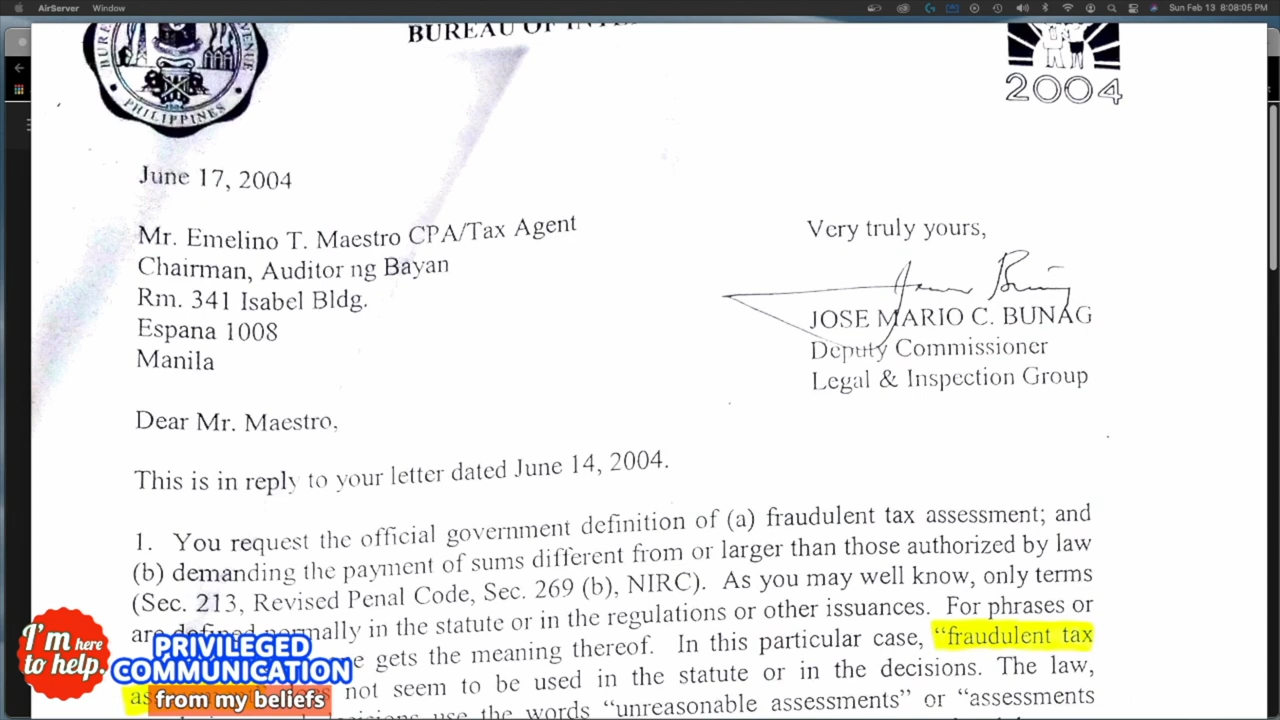 AirServer Window Sun Feb 13 8:08:05 PM
BUREAU OF
PHILIPPINES
2004
June 17, 2004
Mr. Emelino T. Maestro CPA/Tax Agent
Chairman, Auditor ng Bayan
Rm. 341 Isabel Bldg.
Espana 1008
Manila
Very truly yours,
JOSE MARIO C. BUNAG
Deputy Commissioner
Legal & Inspection Group
Dear Mr. Maestro,
This is in reply to your letter dated June 14, 2004.
1. You request the official government definition of (a) fraudulent tax assessment; and
(b) demanding the payment of sums different from or larger than those authorized by law
(Sec. 213, Revised Penal Code, Sec. 269 (b), NIRC). As you may well know, only terms
are defined normally in the statute or in the regulations or other issuances. For phrases or
gets the meaning thereof. In this particular case, “fraudulent tax
not seem to be used in the statute or in the decisions. The law,
use the words “unreasonable assessments” or “assessments
I'm here
to help.
PRIVILEGED
COMMUNICATION
from my beliefs